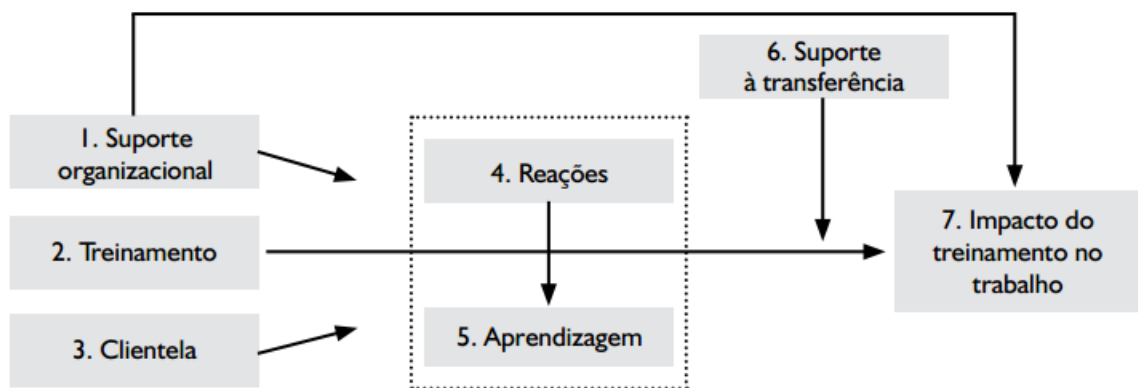 6. Suporte
à transferência
1. Suporte
organizacional
4. Reações
2. Treinamento
7. Impacto do
treinamento no
trabalho
3. Clientela
5. Aprendizagem